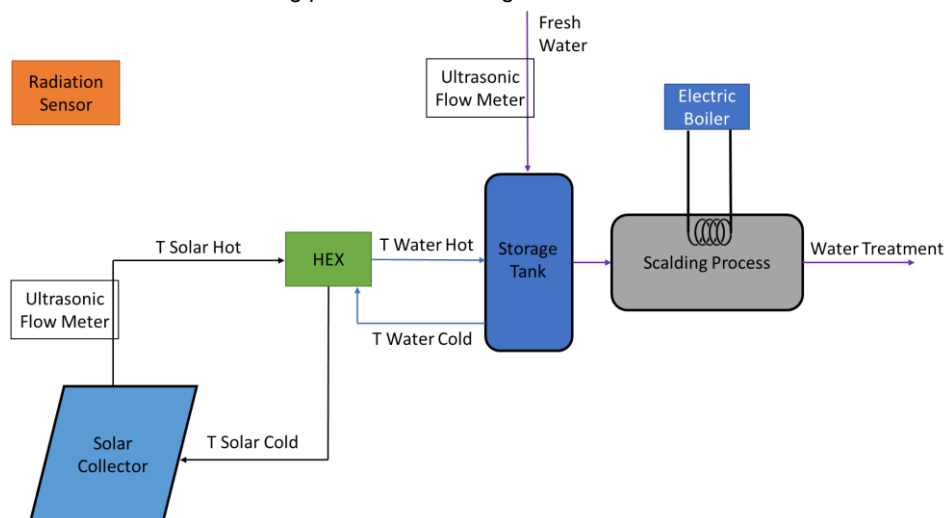 Fresh
Water
Radiation
Sensor
Ultrasonic
Flow Meter
Electric
Boiler
T Solar Hot
HEX
T Water Hot
Storage
Tank
Scalding Process
Water Treatment
Ultrasonic
Flow Meter
T Water Cold
Solar
Collector
T Solar Cold